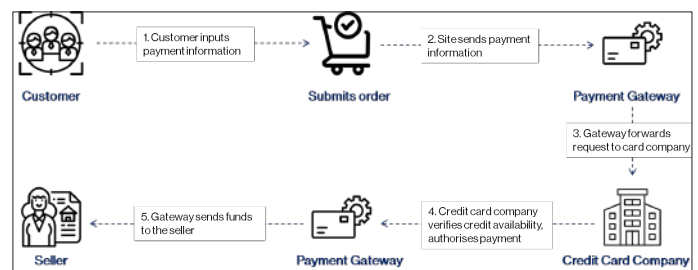 1. Customer inputs
payment information
2. Site sends payment
information
Customer
Submits order
Payment Gateway
3. Gateway forwards
request to card company
5. Gateway sends funds
to the seller
4. Credit card company
verifies credit availability,
authorises payment
Seller
Payment Gateway
Credit Card Company